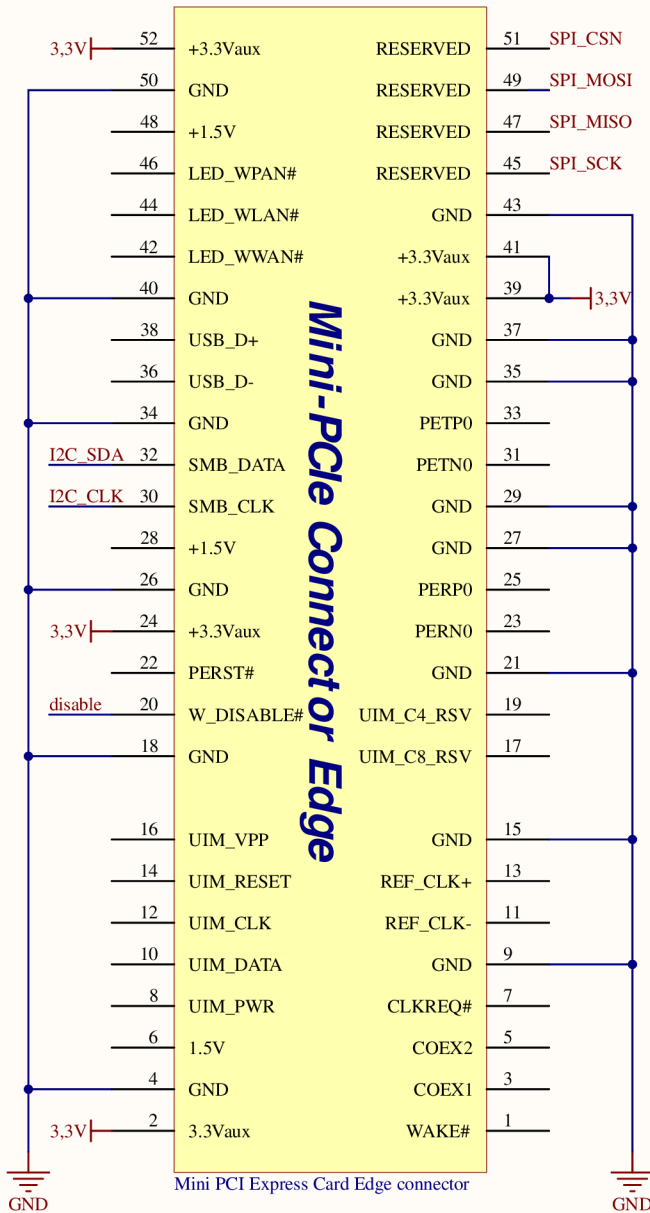 3,3V 52 +3.3Vaux RESERVED 51 SPI_CSN
50 GND RESERVED 49 SPI_MOSI
48 +1.5V RESERVED 47 SPI_MISO
46 LED_WPAN# RESERVED 45 SPI_SCK
44 LED_WLAN# GND 43
42 LED_WWAN# +3.3Vaux 41
40 GND +3.3Vaux 39 3,3V
38 USB_D+ GND 37
36 USB_D- GND 35
34 GND PETP0 33
I2C_SDA 32 SMB_DATA PETN0 31
I2C_CLK 30 SMB_CLK GND 29
28 +1.5V GND 27
26 GND PERP0 25
3,3V 24 +3.3Vaux PERN0 23
22 PERST# GND 21
disable 20 W_DISABLE# UIM_C4_RSV 19
18 GND UIM_C8_RSV 17
16 UIM_VPP GND 15
14 UIM_RESET REF_CLK+ 13
12 UIM_CLK REF_CLK- 11
10 UIM_DATA GND 9
8 UIM_PWR CLKREQ# 7
6 1.5V COEX2 5
4 GND COEX1 3
3,3V 2 3.3Vaux WAKE# 1
Mini-PCIe Connector Edge
Mini PCI Express Card Edge connector
GND GND